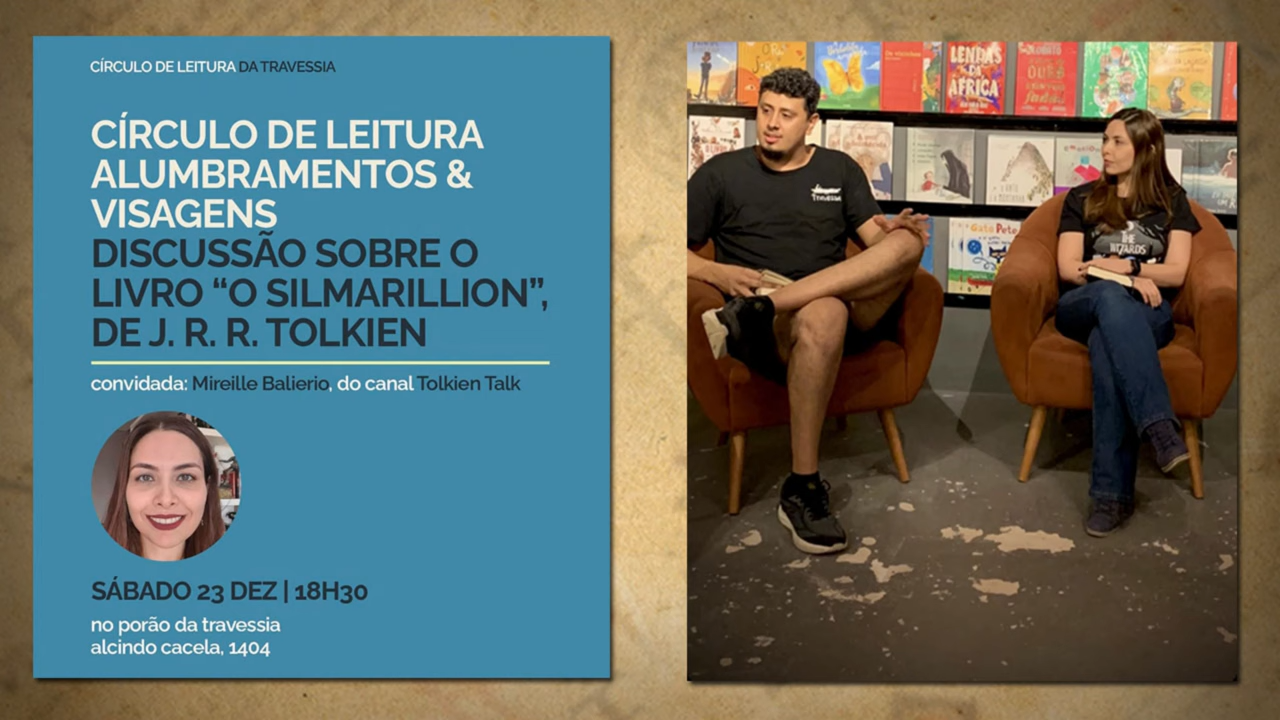 CÍRCULO DE LEITURA DA TRAVESSIA
CÍRCULO DE LEITURA
ALUMBRAMENTOS &
VISAGENS
DISCUSSÃO SOBRE O
LIVRO “O SILMARILLION”,
DE J. R. R. TOLKIEN
convidada: Mireille Balierio, do canal Tolkien Talk
SÁBADO 23 DEZ | 18H30
no porão da travessia
alcindo cacela, 1404
LENDAS
DA
ÁFRICA
Travessia
THE
WIZARDS
Gato Pete